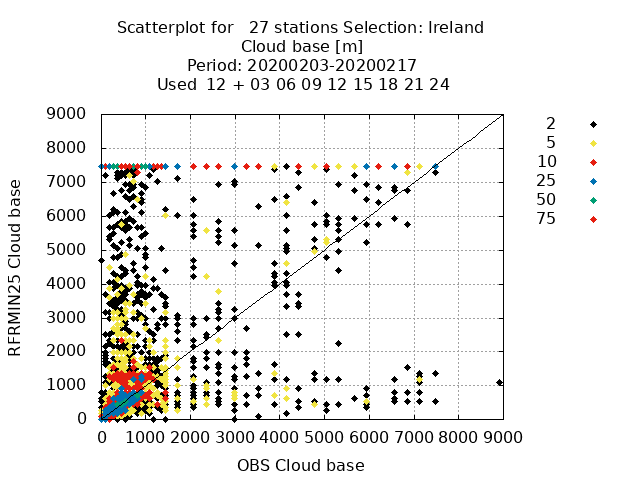 Scatterplot for   27 stations Selection: Ireland
Cloud base [m]
Period: 20200203-20200217
Used  12 + 03 06 09 12 15 18 21 24
2
5
10
25
50
75
RFRMIN25 Cloud base
9000
8000
7000
6000
5000
4000
3000
2000
1000
0
0 1000 2000 3000 4000 5000 6000 7000 8000 9000
OBS Cloud base